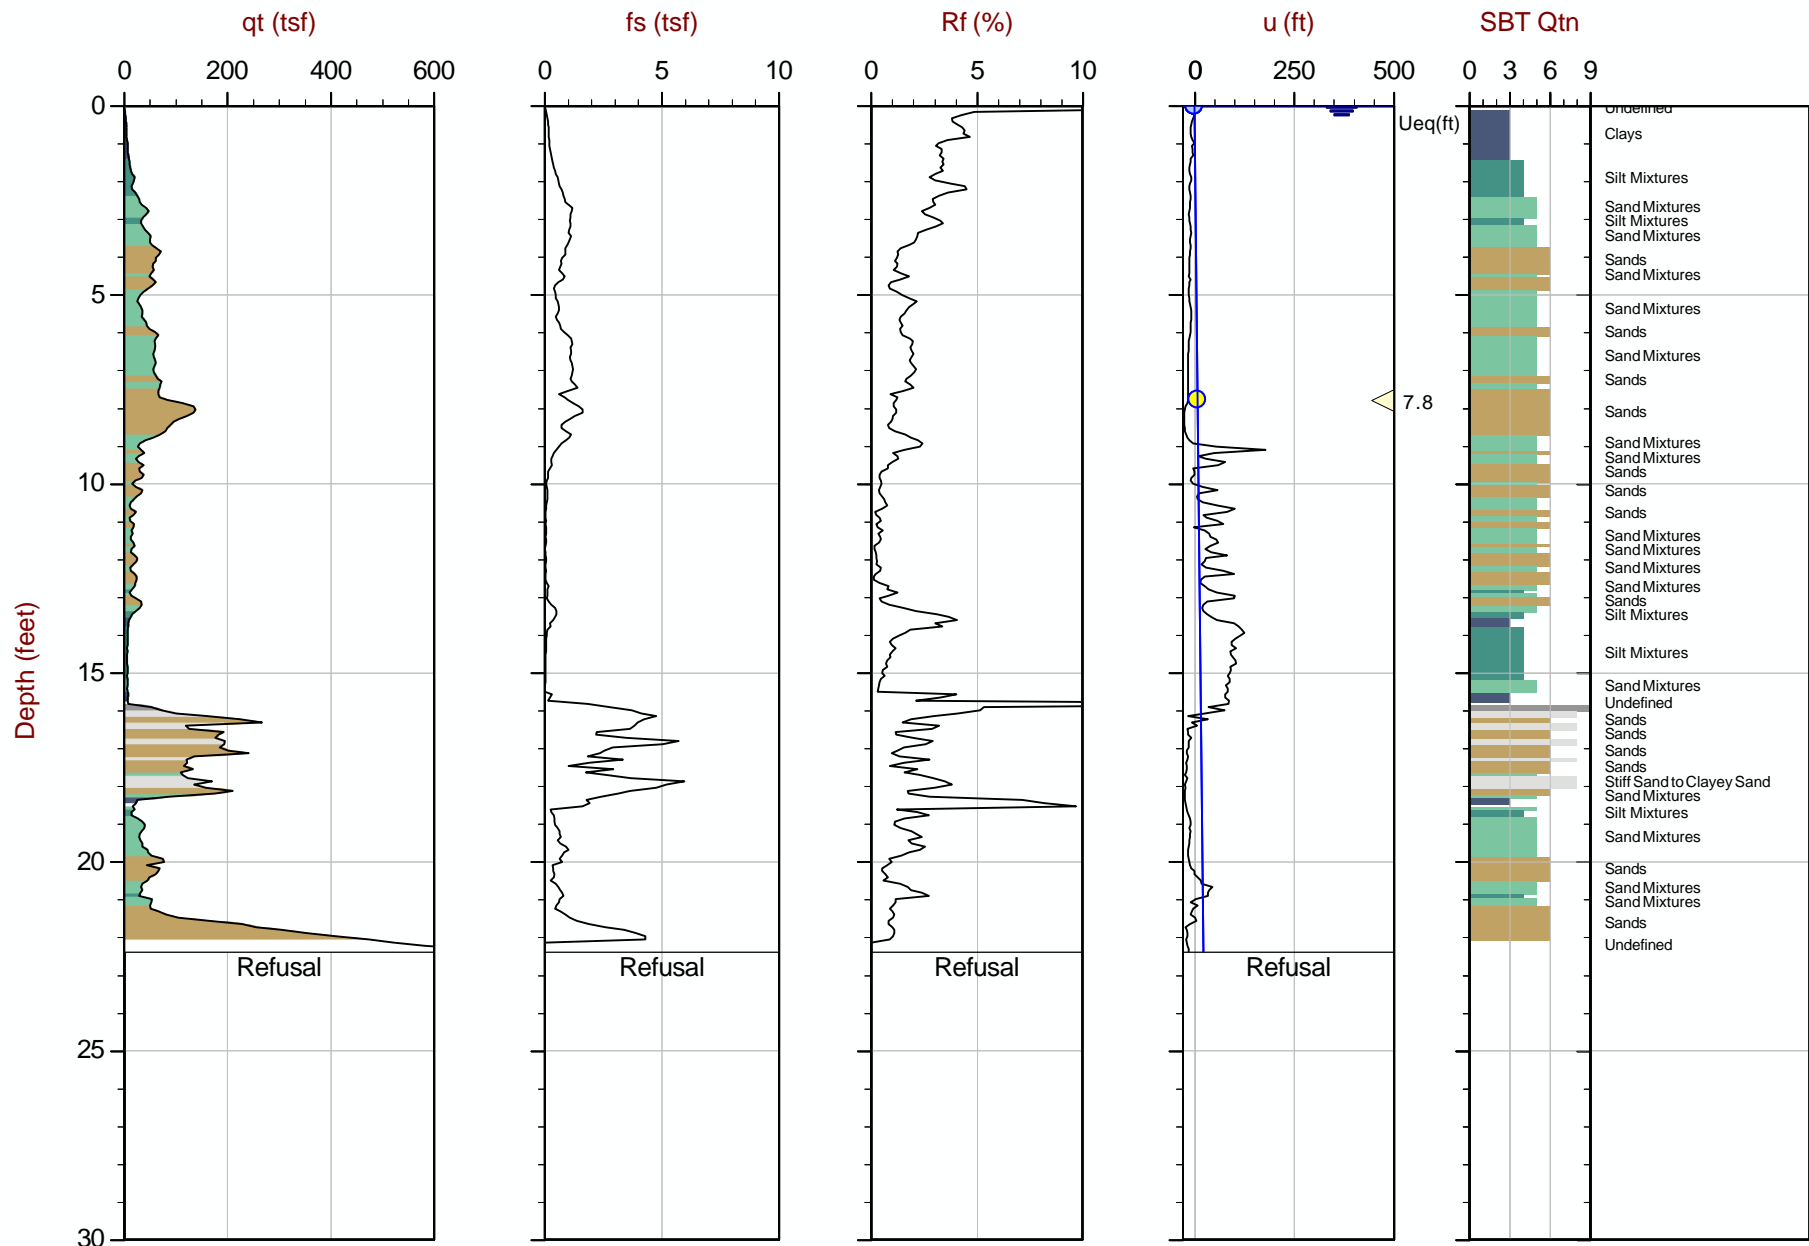 qt (tsf)
fs (tsf)
Rf (%)
u (ft)
SBT Qtn
0 200 400 600
0 5 10
0 5 10
0 0 250 500
0 3 6 9
Depth (feet)
0
5
10
15
20
25
30
Ueq(ft)
7.8
Refusal
Refusal
Refusal
Refusal
Undefined
Clays
Silt Mixtures
Sand Mixtures
Silt Mixtures
Sand Mixtures
Sands
Sand Mixtures
Sand Mixtures
Sands
Sand Mixtures
Sands
Sands
Sand Mixtures
Sand Mixtures
Sands
Sands
Sands
Sand Mixtures
Sand Mixtures
Sand Mixtures
Sand Mixtures
Sands
Silt Mixtures
Silt Mixtures
Sand Mixtures
Undefined
Sands
Sands
Sands
Sands
Stiff Sand to Clayey Sand
Sand Mixtures
Silt Mixtures
Sand Mixtures
Sands
Sand Mixtures
Sand Mixtures
Sands
Undefined